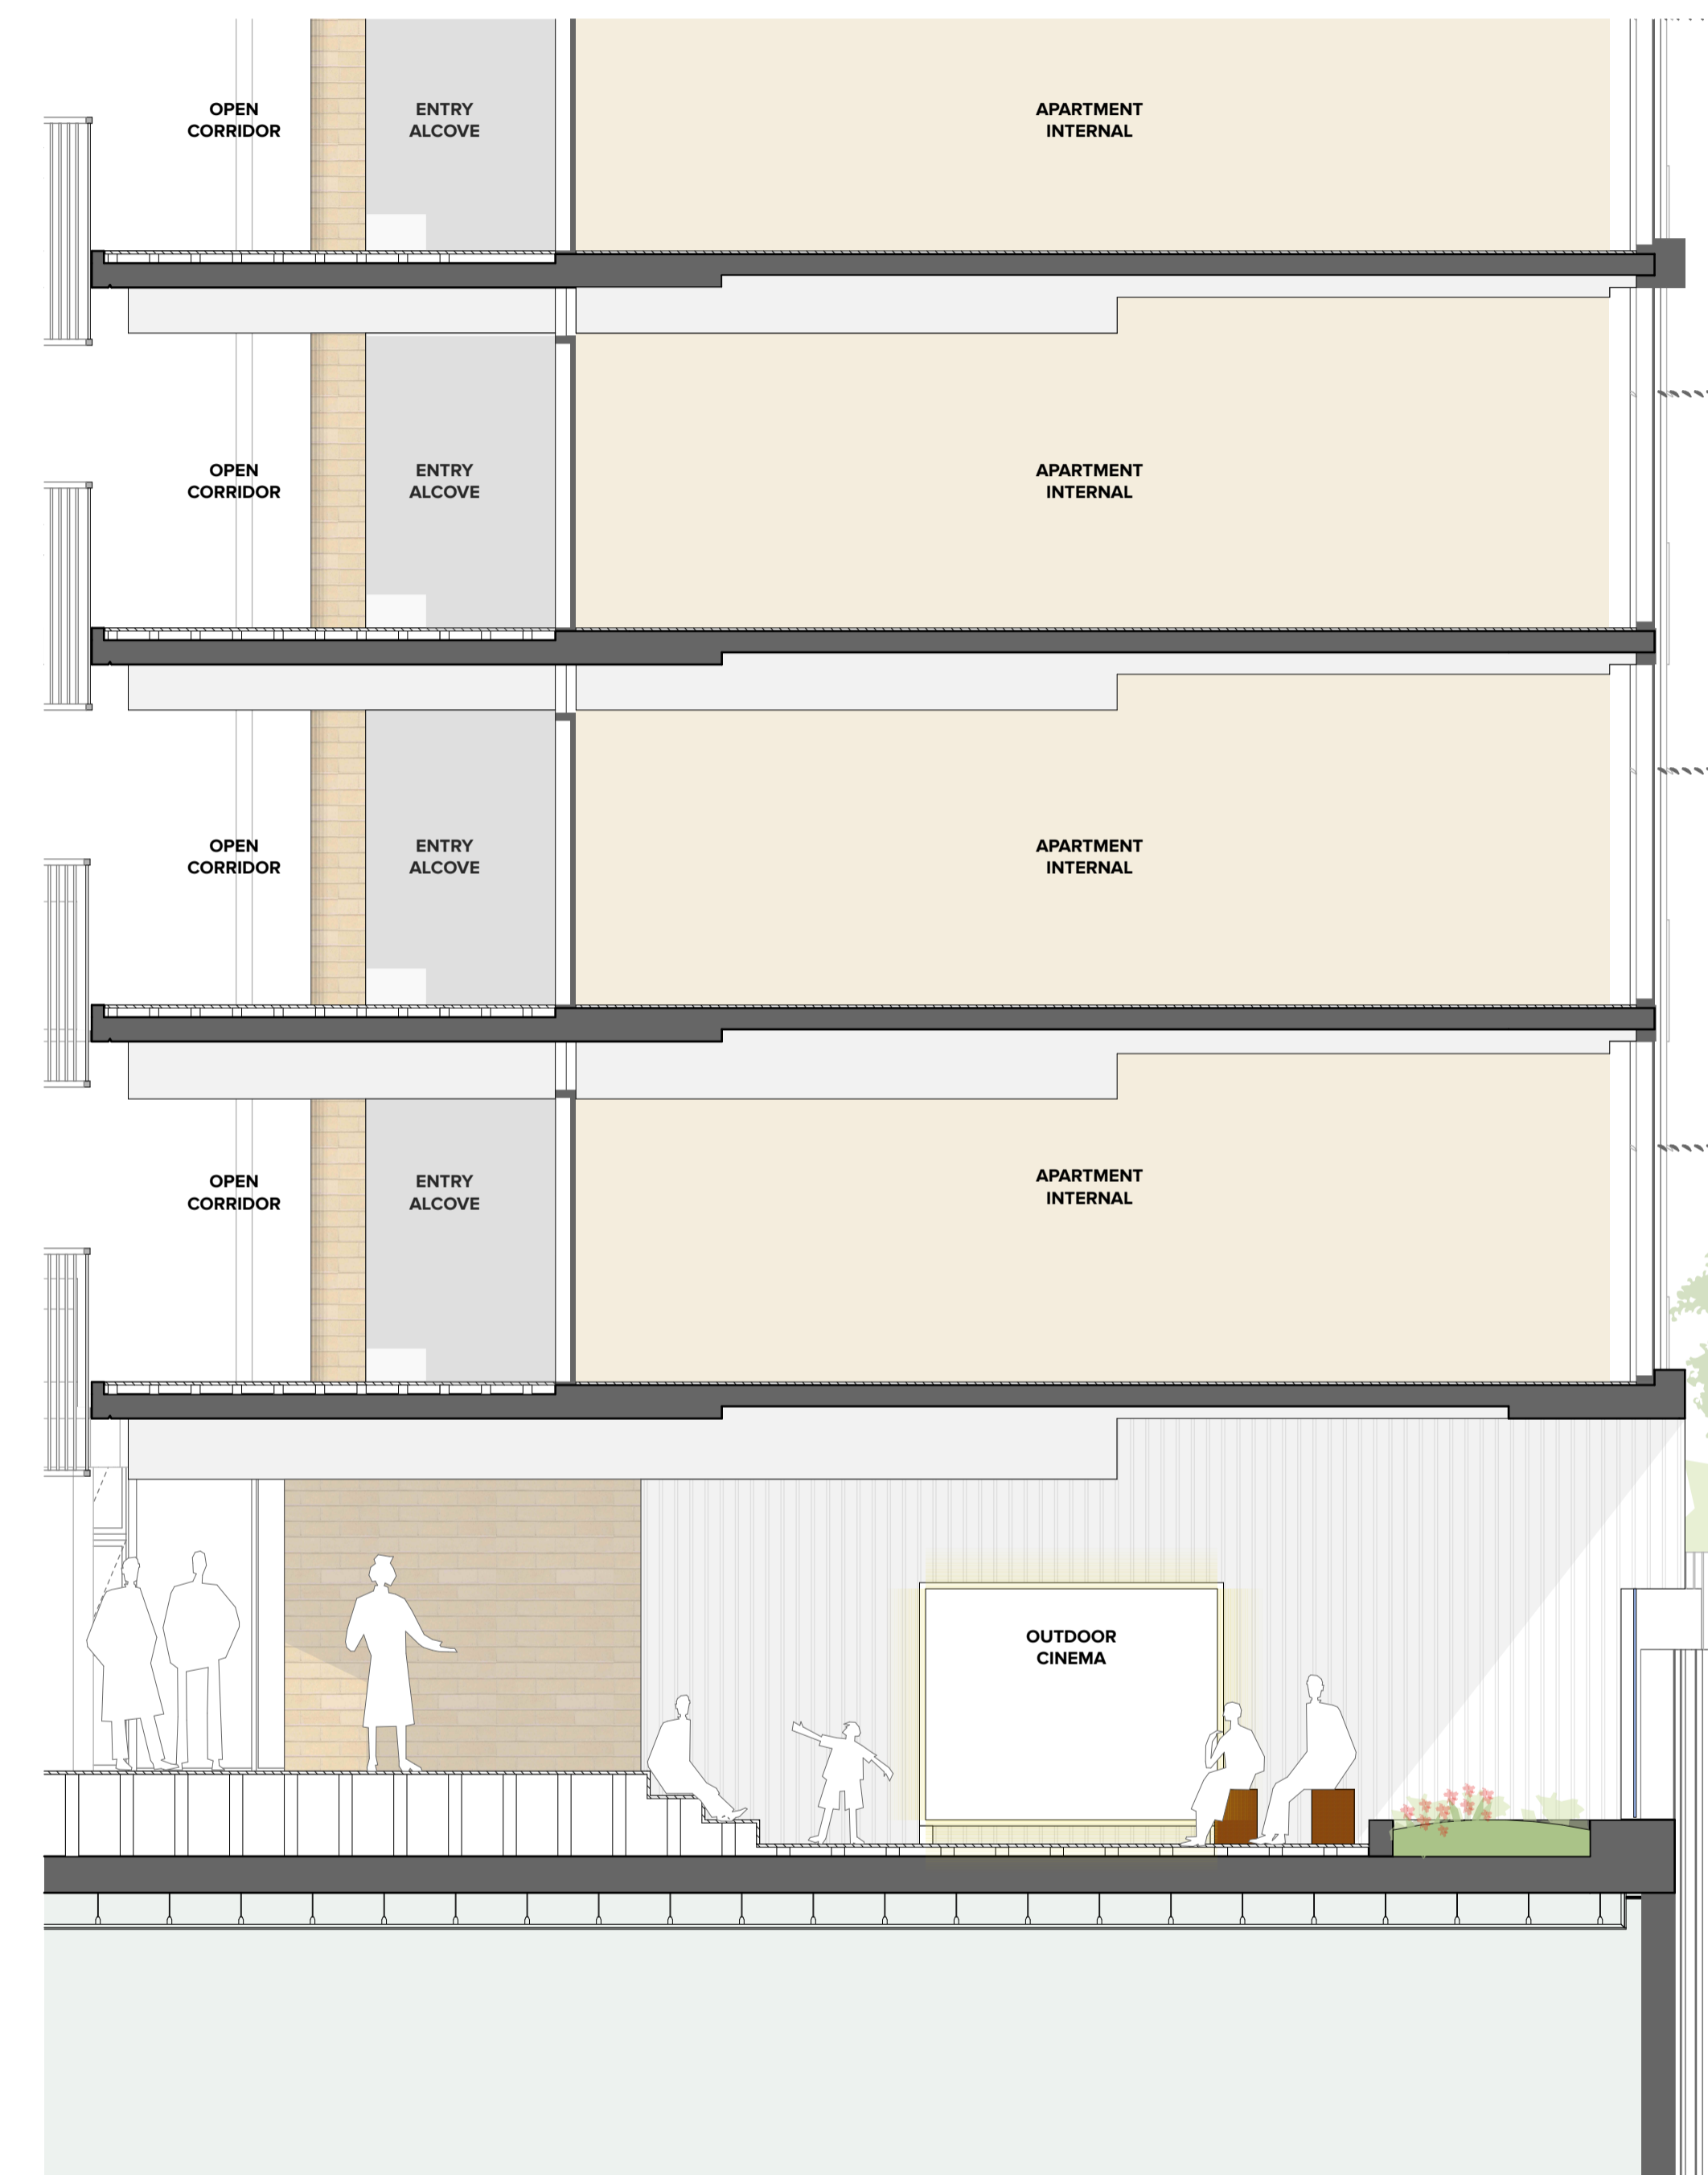 OPEN
CORRIDOR
ENTRY
ALCOVE
APARTMENT
INTERNAL
OPEN
CORRIDOR
ENTRY
ALCOVE
APARTMENT
INTERNAL
OPEN
CORRIDOR
ENTRY
ALCOVE
APARTMENT
INTERNAL
OPEN
CORRIDOR
ENTRY
ALCOVE
APARTMENT
INTERNAL
OUTDOOR
CINEMA